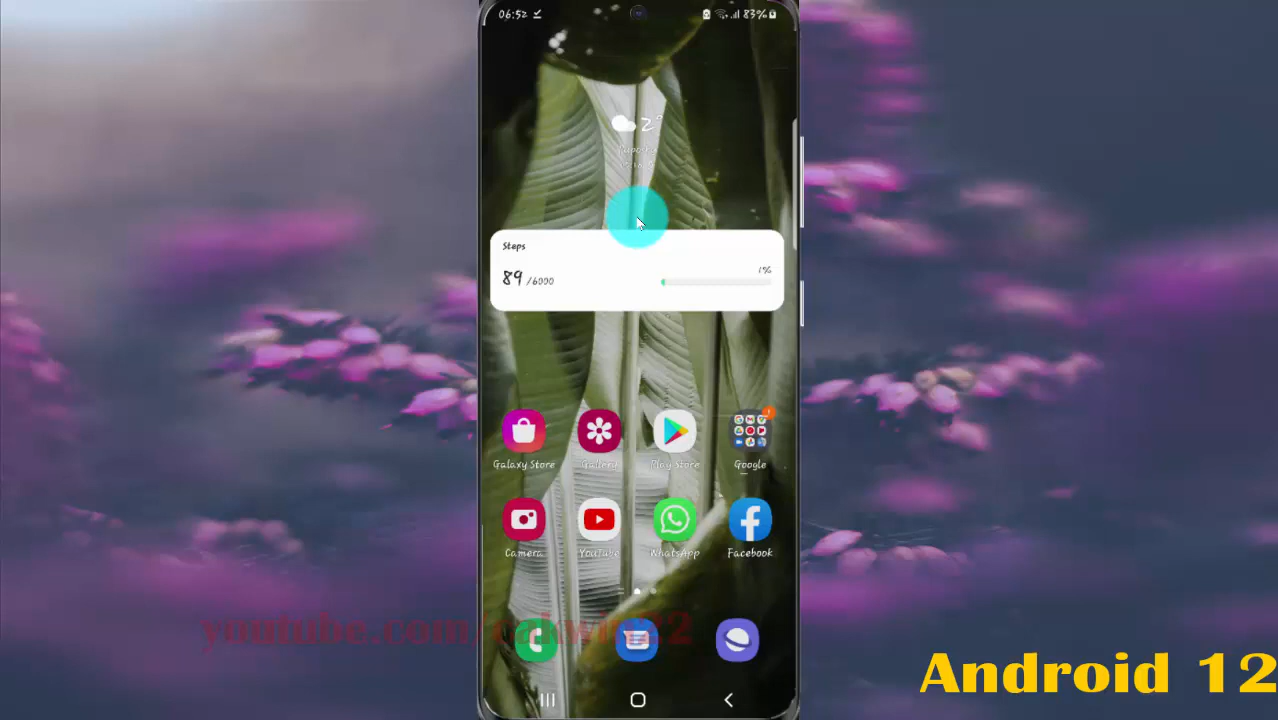 06:52
83%
2°
Steps
89 /6000
1%
Galaxy Store
Gallery
Play Store
Google
Camera
YouTube
WhatsApp
Facebook
Android 12